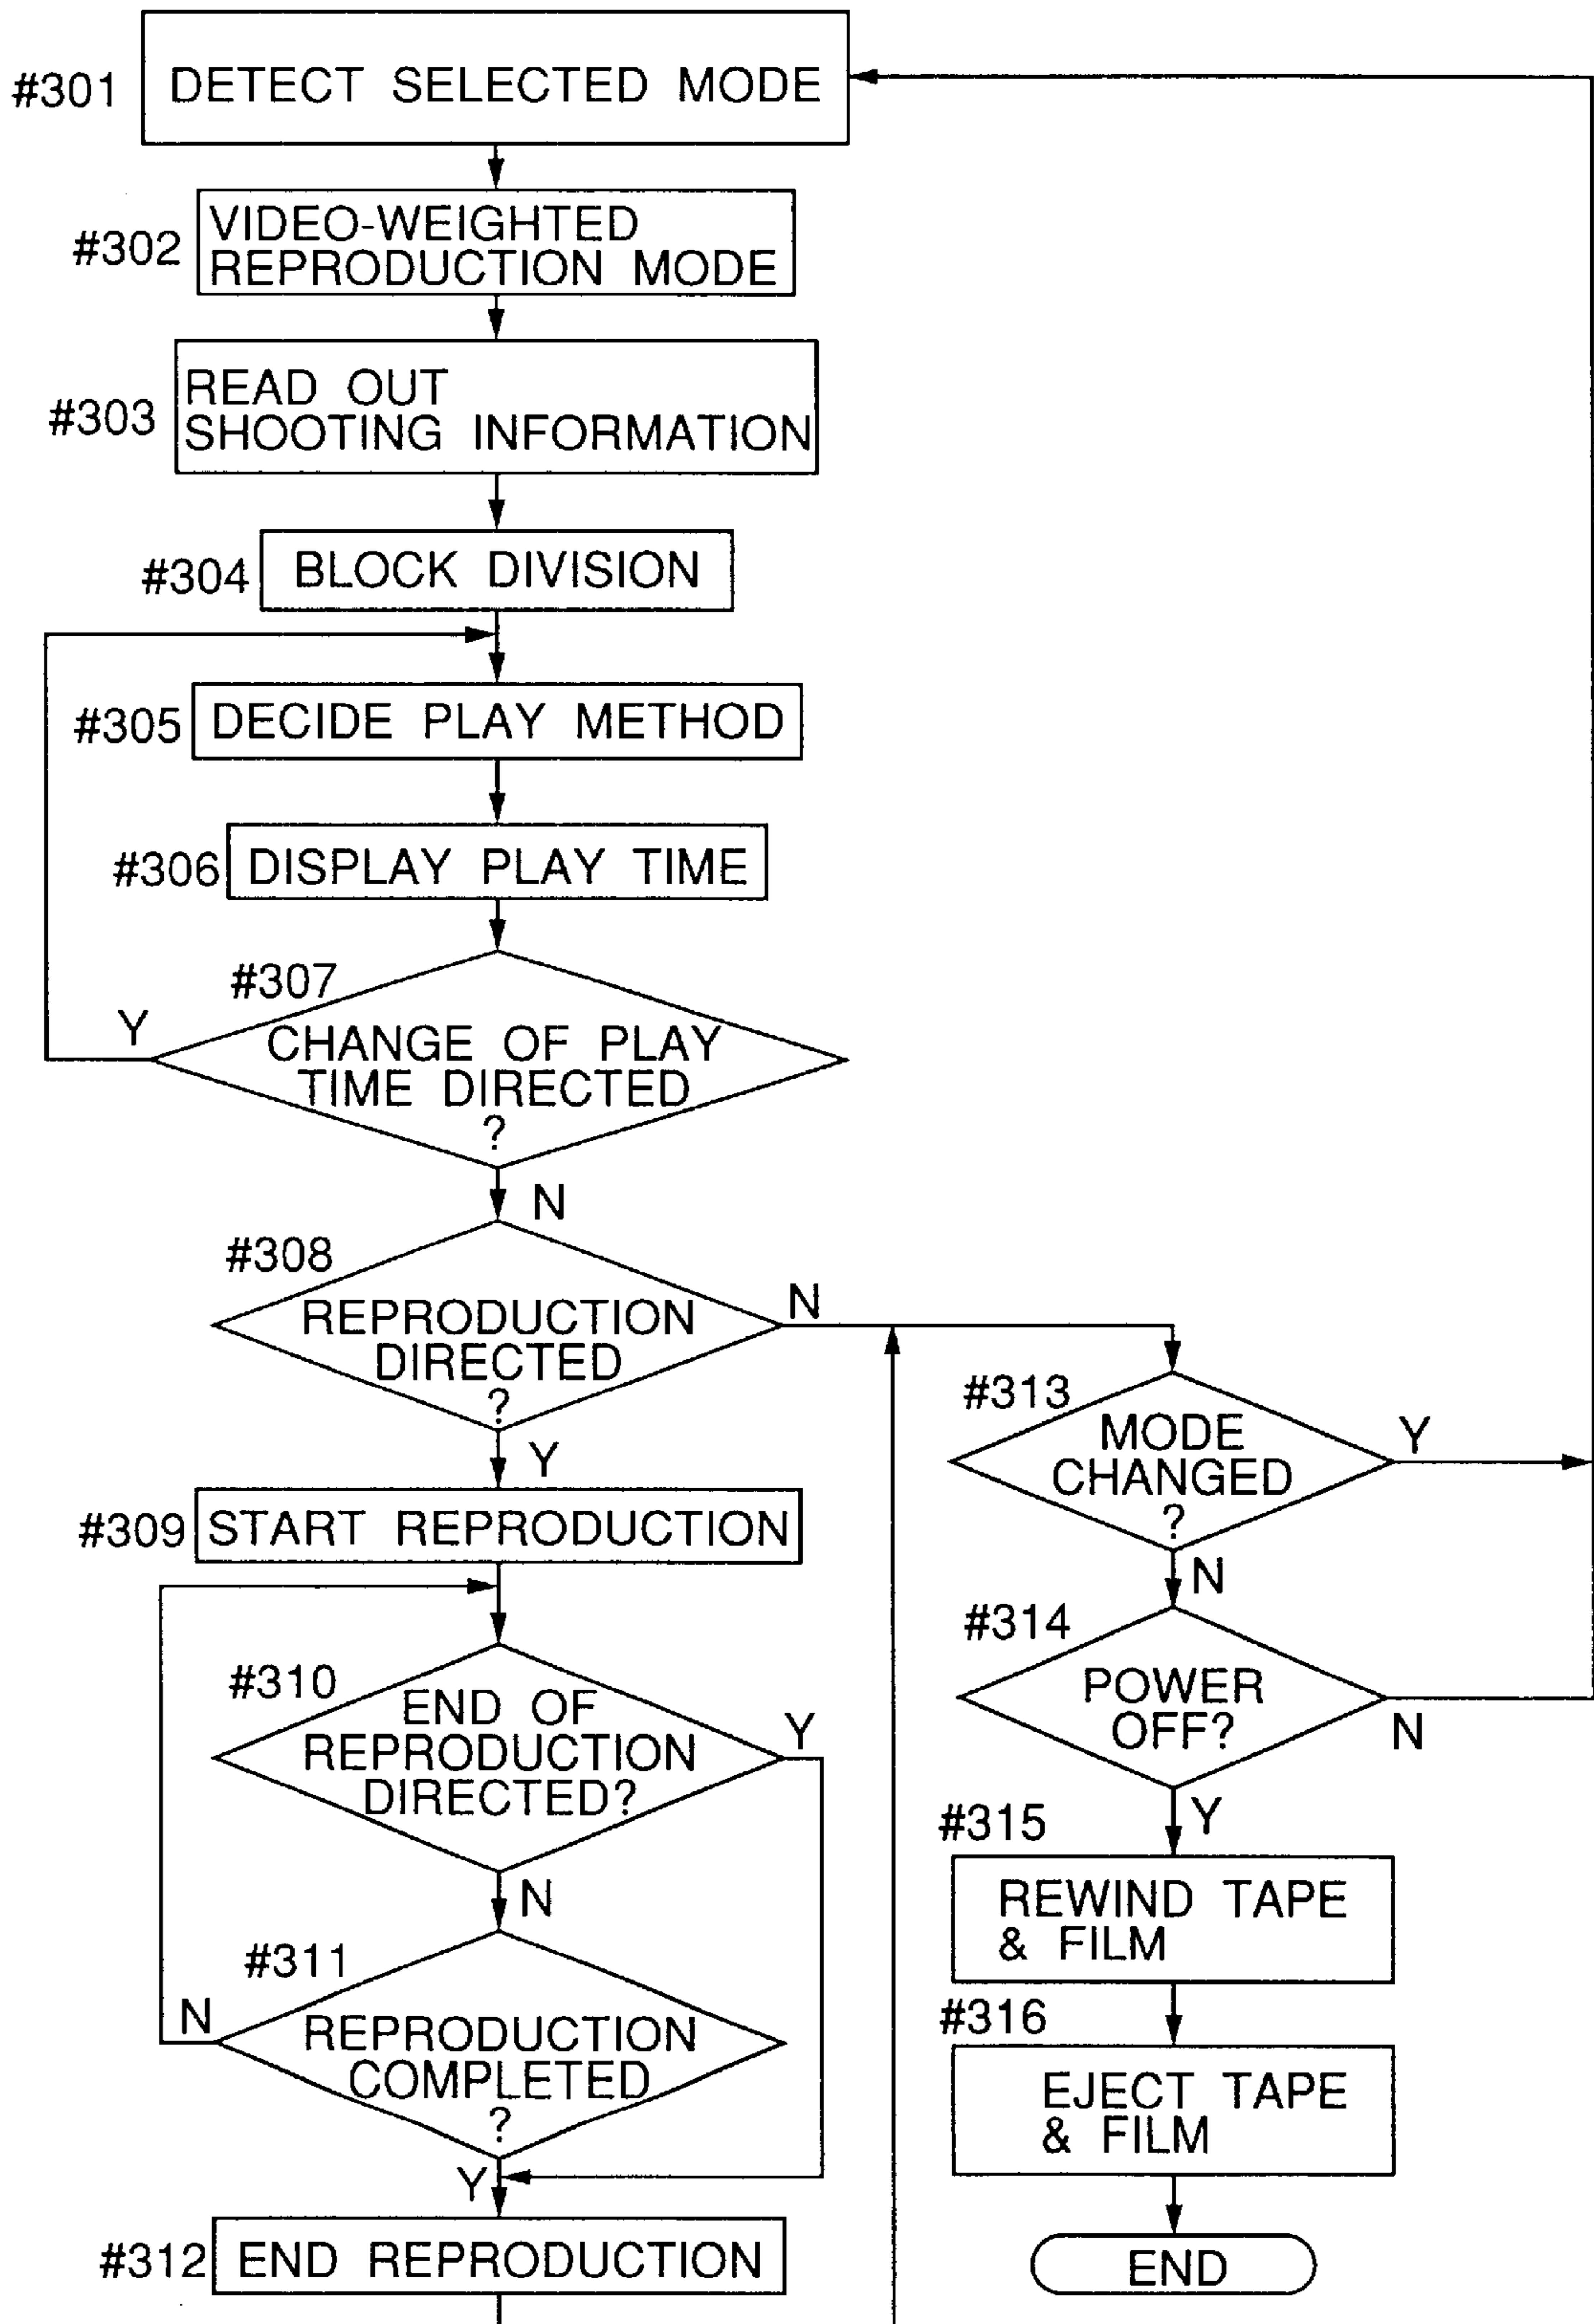 #301
DETECT SELECTED MODE
#302
VIDEO-WEIGHTED
REPRODUCTION MODE
#303
READ OUT
SHOOTING INFORMATION
#304
BLOCK DIVISION
#305
DECIDE PLAY METHOD
#306
DISPLAY PLAY TIME
#307
Y
CHANGE OF PLAY
TIME DIRECTED
?
N
#308
REPRODUCTION
DIRECTED
?
N
Y
#309
START REPRODUCTION
#310
END OF
REPRODUCTION
DIRECTED?
Y
N
#311
N
REPRODUCTION
COMPLETED
?
Y
#312
END REPRODUCTION
#313
MODE
CHANGED
?
Y
N
#314
POWER
OFF?
N
Y
#315
REWIND TAPE
& FILM
#316
EJECT TAPE
& FILM
END